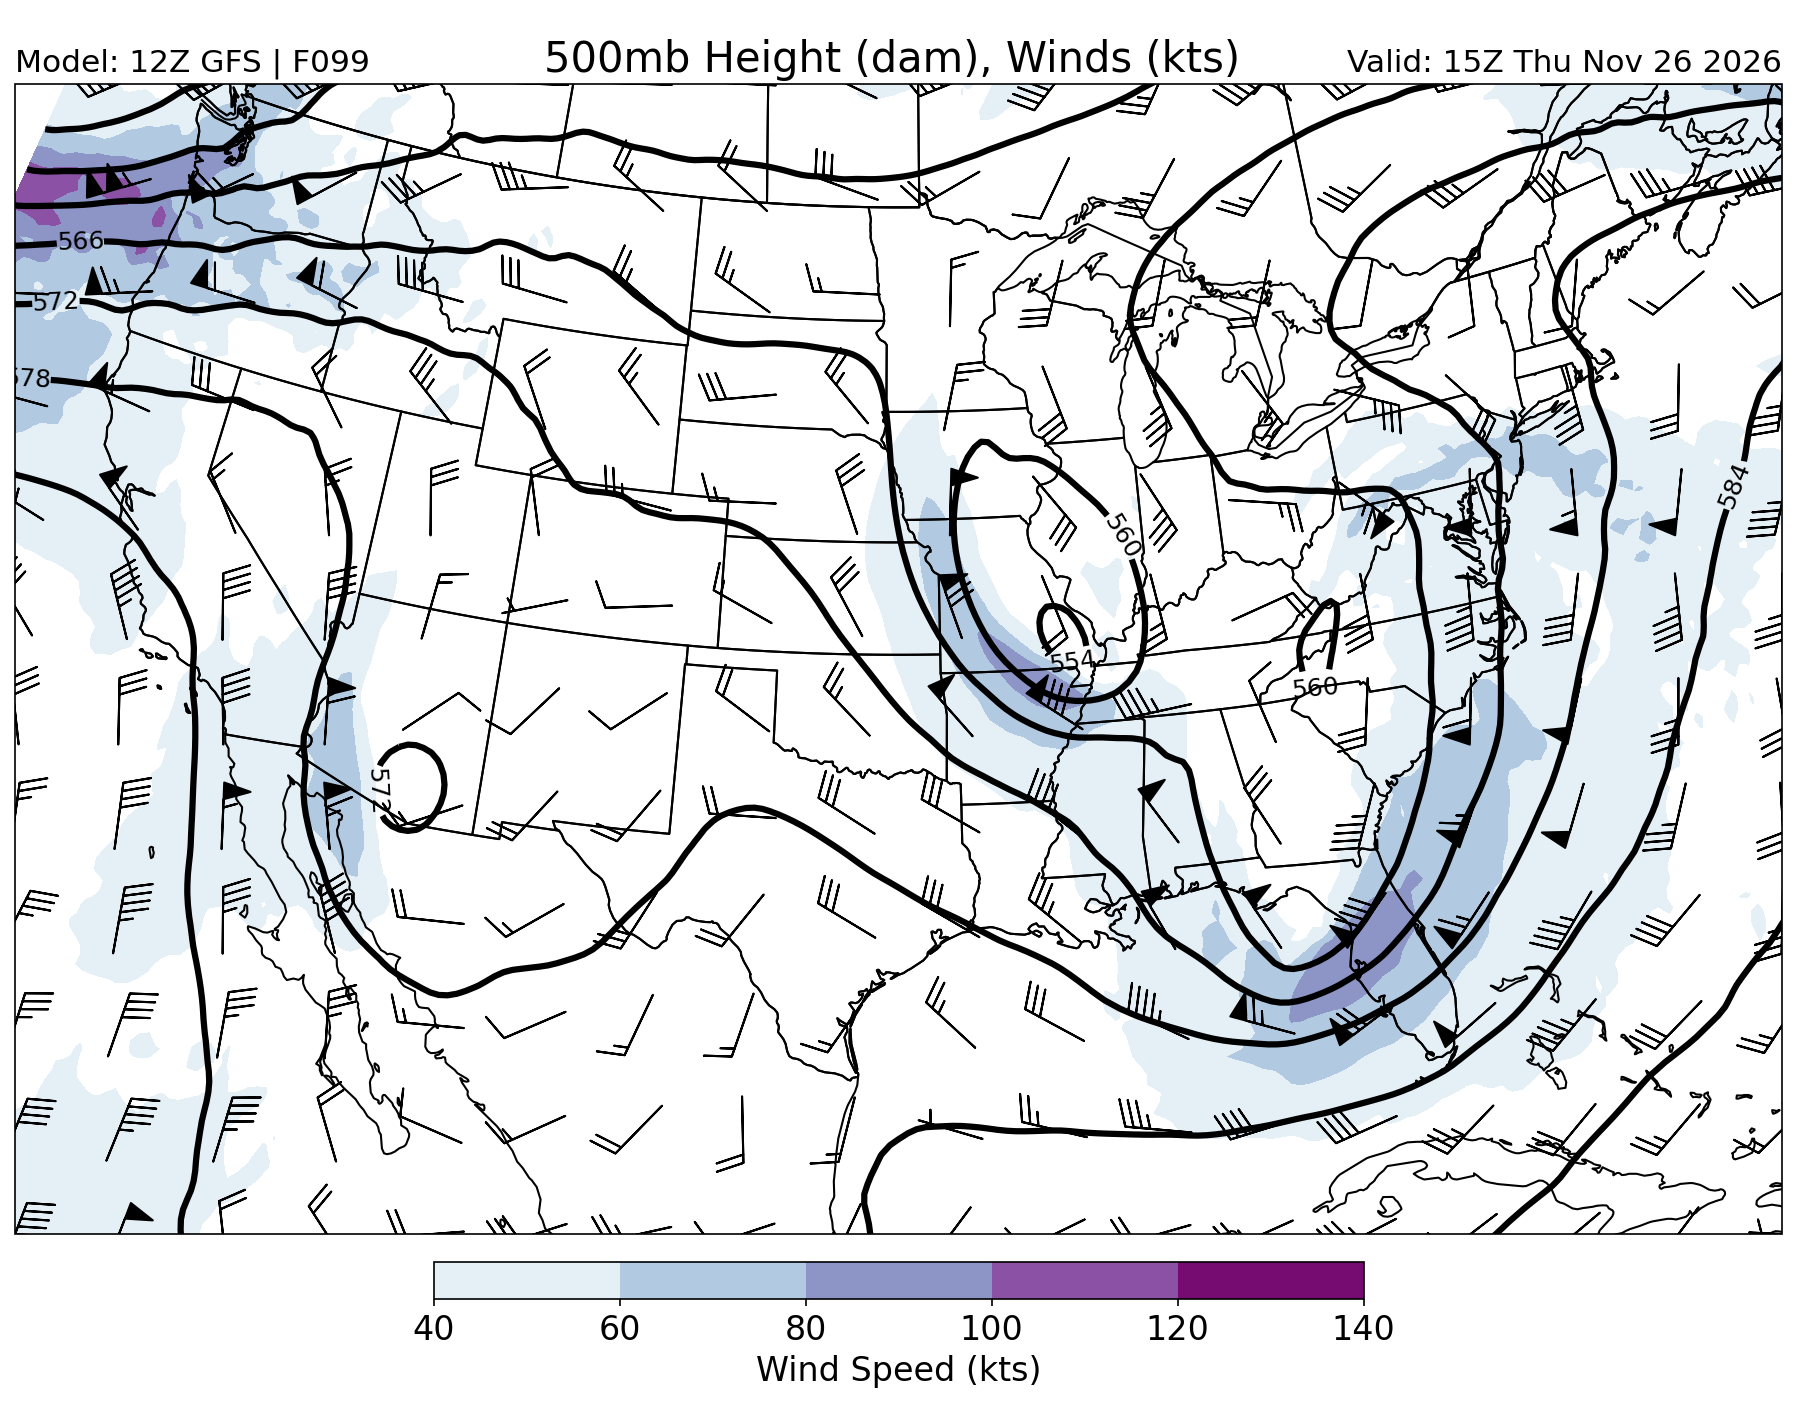 Model: 12Z GFS | F099
500mb Height (dam), Winds (kts)
Valid: 15Z Thu Nov 26 2026
566
572
578
584
560
554
560
572
40 60 80 100 120 140
Wind Speed (kts)